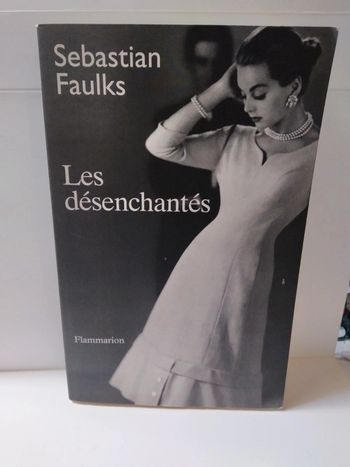 Sebastian
Faulks
Les
désenchantés
Flammarion